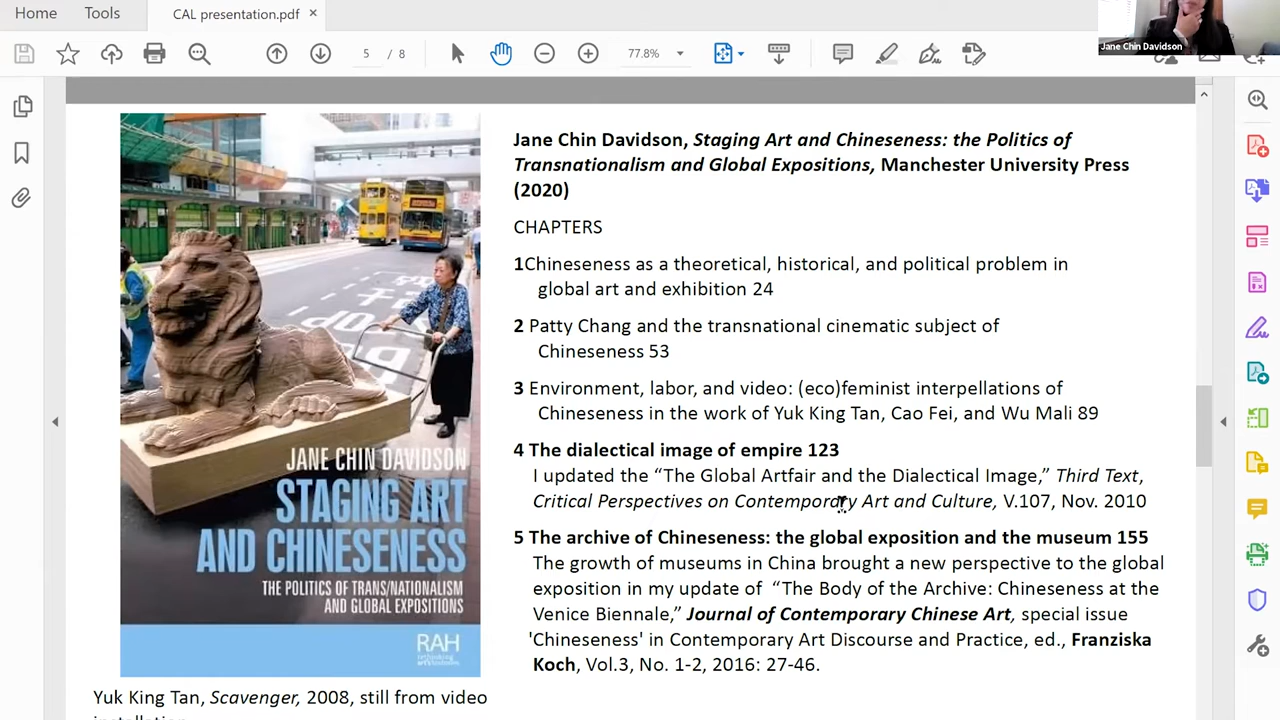 Home
Tools
CAL presentation.pdf
×
5 / 8
77.8%
Jane Chin Davidson
JANE CHIN DAVIDSON
STAGING ART
AND CHINESENESS
THE POLITICS OF TRANS/NATIONALISM
AND GLOBAL EXPOSITIONS
RAH
rethinking
art's histories
Yuk King Tan, Scavenger, 2008, still from video
installation
Jane Chin Davidson, Staging Art and Chineseness: the Politics of
Transnationalism and Global Expositions, Manchester University Press
(2020)
CHAPTERS
1Chineseness as a theoretical, historical, and political problem in
global art and exhibition 24
2 Patty Chang and the transnational cinematic subject of
Chineseness 53
3 Environment, labor, and video: (eco)feminist interpellations of
Chineseness in the work of Yuk King Tan, Cao Fei, and Wu Mali 89
4 The dialectical image of empire 123
I updated the “The Global Artfair and the Dialectical Image,” Third Text,
Critical Perspectives on Contemporary Art and Culture, V.107, Nov. 2010
5 The archive of Chineseness: the global exposition and the museum 155
The growth of museums in China brought a new perspective to the global
exposition in my update of “The Body of the Archive: Chineseness at the
Venice Biennale,” Journal of Contemporary Chinese Art, special issue
'Chineseness' in Contemporary Art Discourse and Practice, ed., Franziska
Koch, Vol.3, No. 1-2, 2016: 27-46.